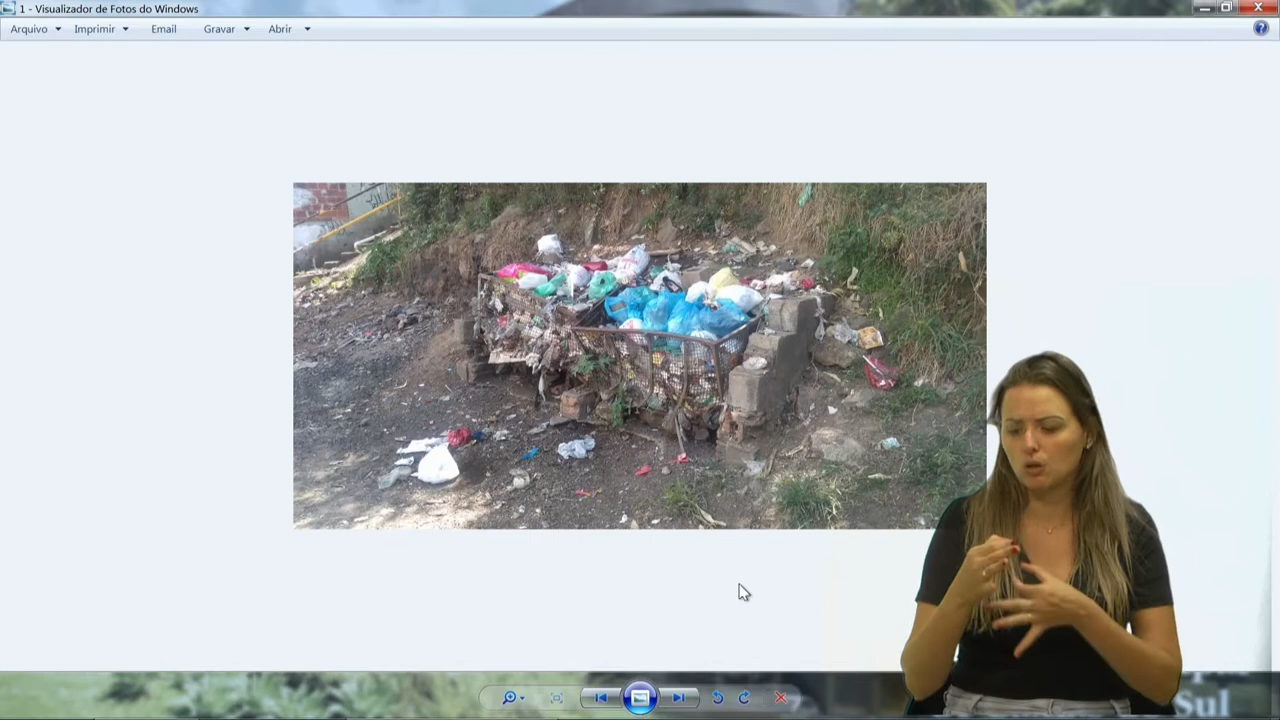 1 - Visualizador de Fotos do Windows
Arquivo Imprimir Email Gravar Abrir
Sul